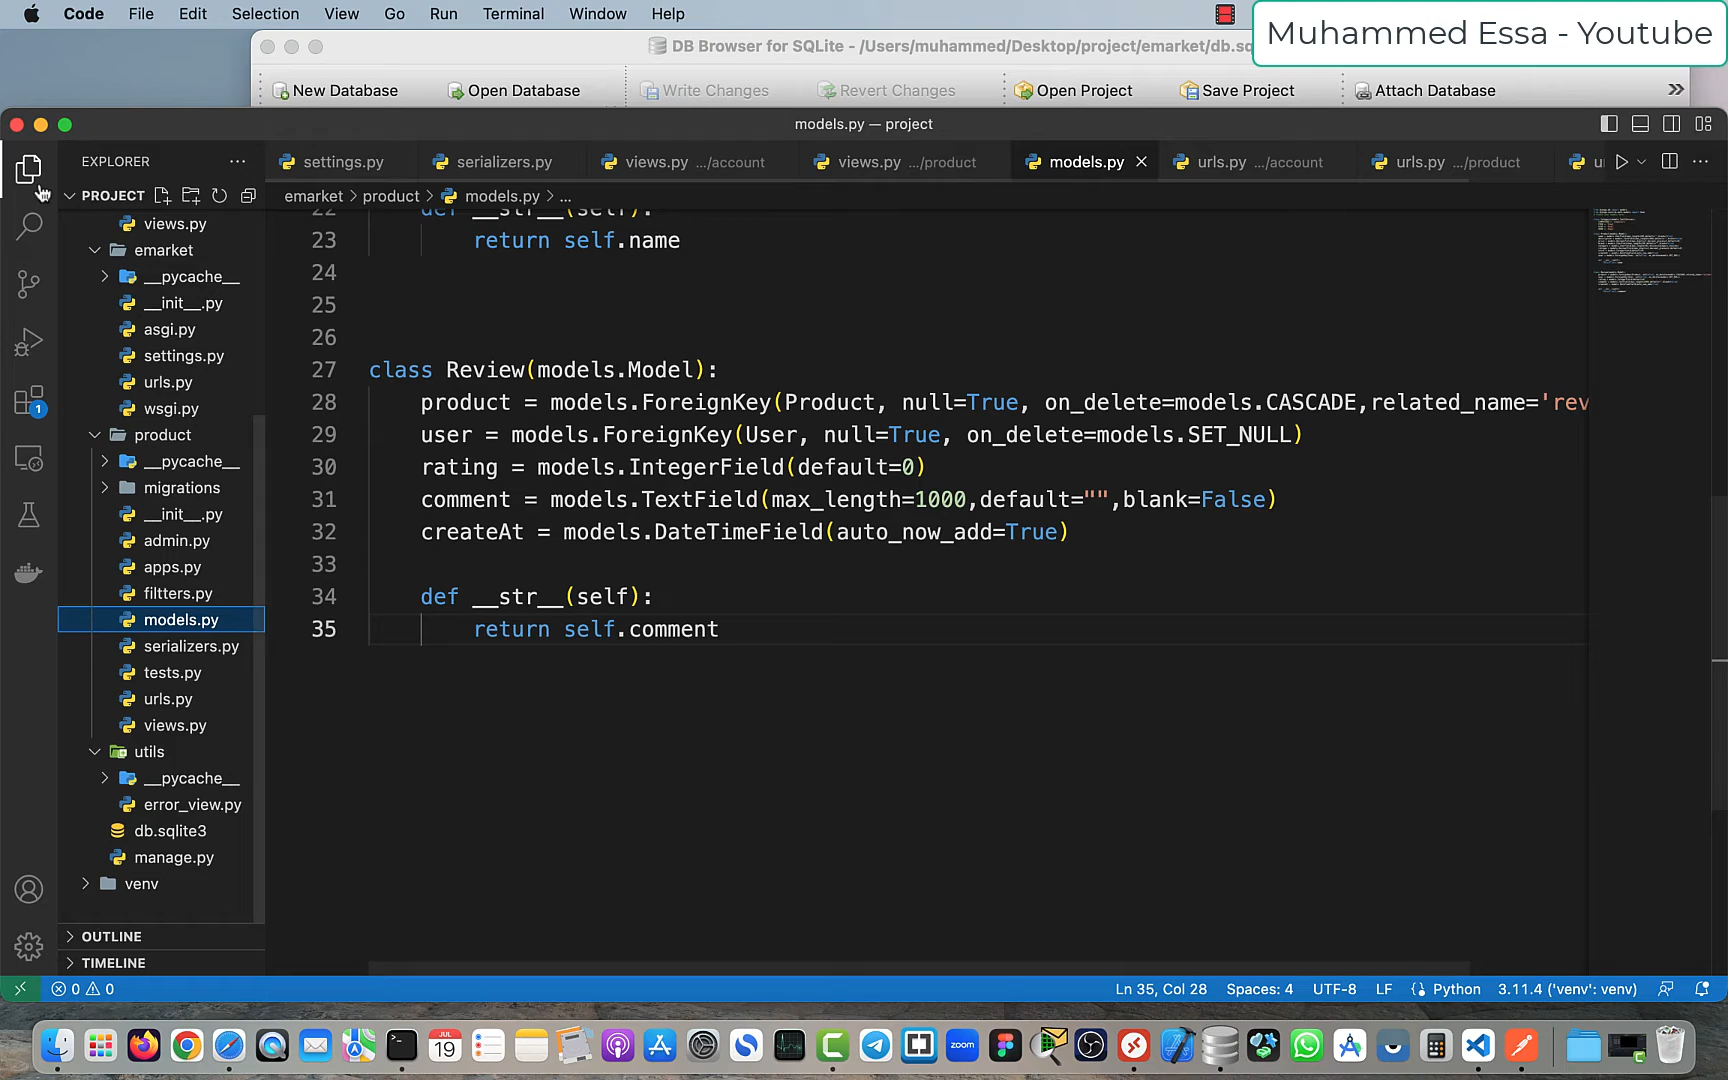 Code File Edit Selection View Go Run Terminal Window Help
Muhammed Essa - Youtube
DB Browser for SQLite - /Users/muhammed/Desktop/project/emarket/db.sq
New Database Open Database Write Changes Revert Changes Open Project Save Project Attach Database »
models.py — project
EXPLORER ...
settings.py serializers.py views.py .../account views.py .../product models.py urls.py .../account urls.py .../product
PROJECT
emarket > product > models.py > ...
views.py
emarket
__pycache__
__init__.py
asgi.py
settings.py
urls.py
wsgi.py
product
__pycache__
migrations
__init__.py
admin.py
apps.py
filtters.py
models.py
serializers.py
tests.py
urls.py
views.py
utils
__pycache__
error_view.py
db.sqlite3
manage.py
venv
OUTLINE
TIMELINE
1
22 def __str__(self):
23 return self.name
24
25
26
27 class Review(models.Model):
28 product = models.ForeignKey(Product, null=True, on_delete=models.CASCADE,related_name='rev
29 user = models.ForeignKey(User, null=True, on_delete=models.SET_NULL)
30 rating = models.IntegerField(default=0)
31 comment = models.TextField(max_length=1000,default="",blank=False)
32 createAt = models.DateTimeField(auto_now_add=True)
33
34 def __str__(self):
35 return self.comment
0 0 Ln 35, Col 28 Spaces: 4 UTF-8 LF Python 3.11.4 ('venv': venv)
JUL
19
zoom